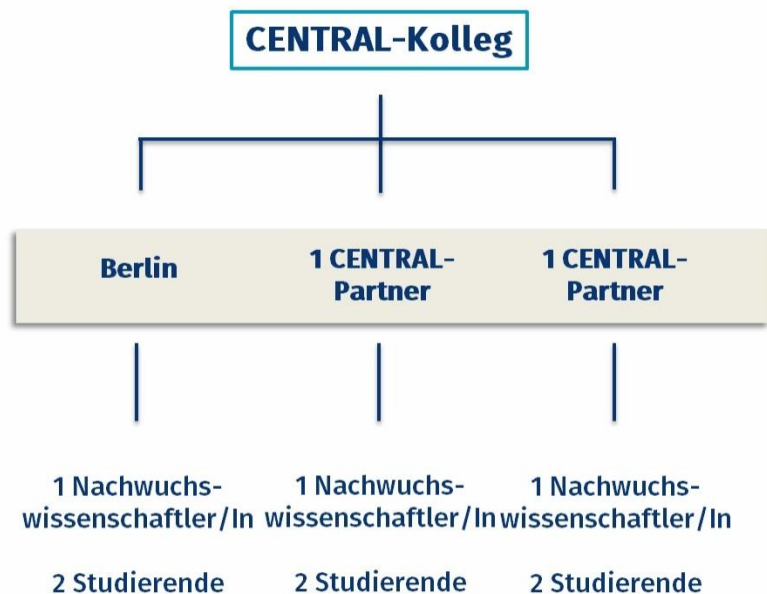 CENTRAL-Kolleg
Berlin
1 CENTRAL-
Partner
1 CENTRAL-
Partner
1 Nachwuchs-
wissenschaftler/In
2 Studierende
1 Nachwuchs-
wissenschaftler/In
2 Studierende
1 Nachwuchs-
wissenschaftler/In
2 Studierende